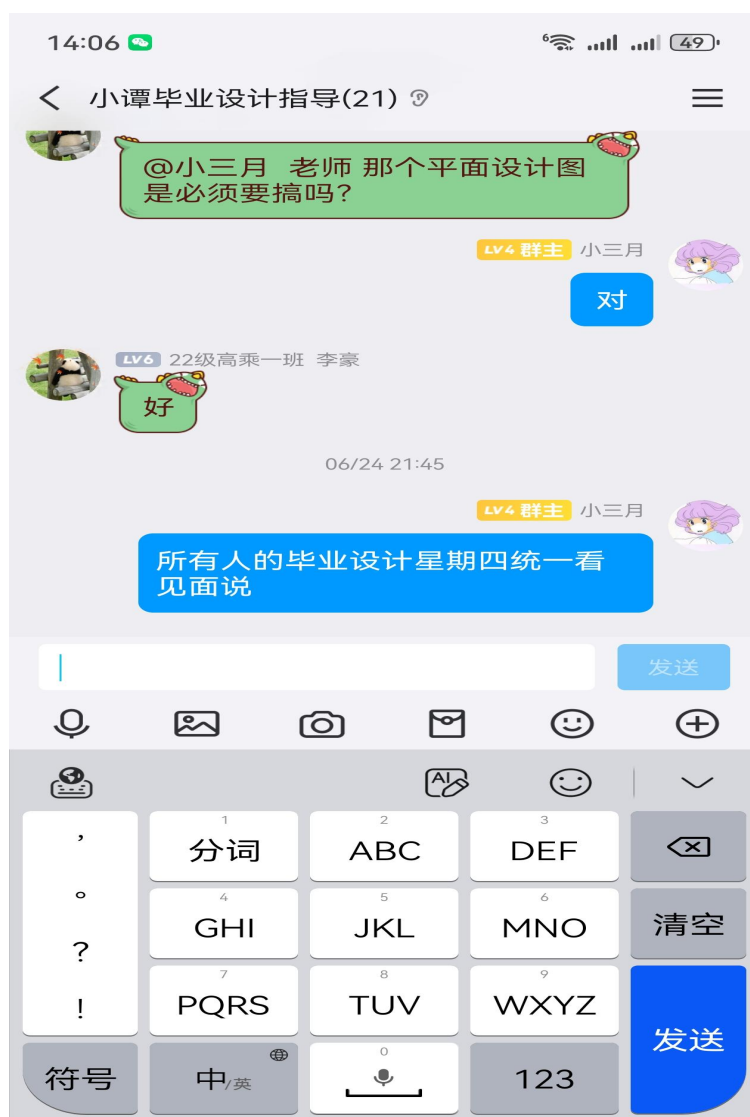 14:06
6
49
小谭毕业设计指导(21)
@小三月 老师 那个平面设计图
是必须要搞吗?
LV4 群主 小三月
对
LV6 22级高乘一班 李豪
好
06/24 21:45
LV4 群主 小三月
所有人的毕业设计星期四统一看
见面说
发送
AI
1
分词
2
ABC
3
DEF
4
GHI
5
JKL
6
MNO
清空
7
PQRS
8
TUV
9
WXYZ
,
。
?
!
发送
符号
中/英
0
123